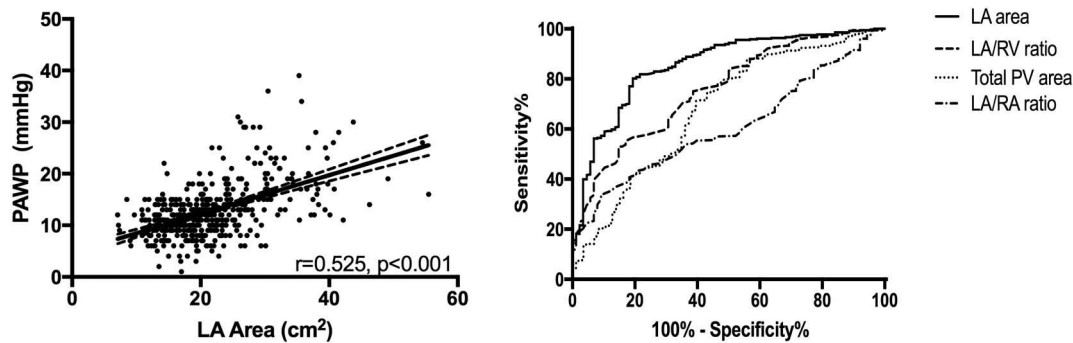 50
40
30
20
10
0
PAWP (mmHg)
r=0.525, p<0.001
0 20 40 60
LA Area (cm²)
100
80
60
40
20
0
Sensitivity%
0 20 40 60 80 100
100% - Specificity%
LA area
LA/RV ratio
Total PV area
LA/RA ratio